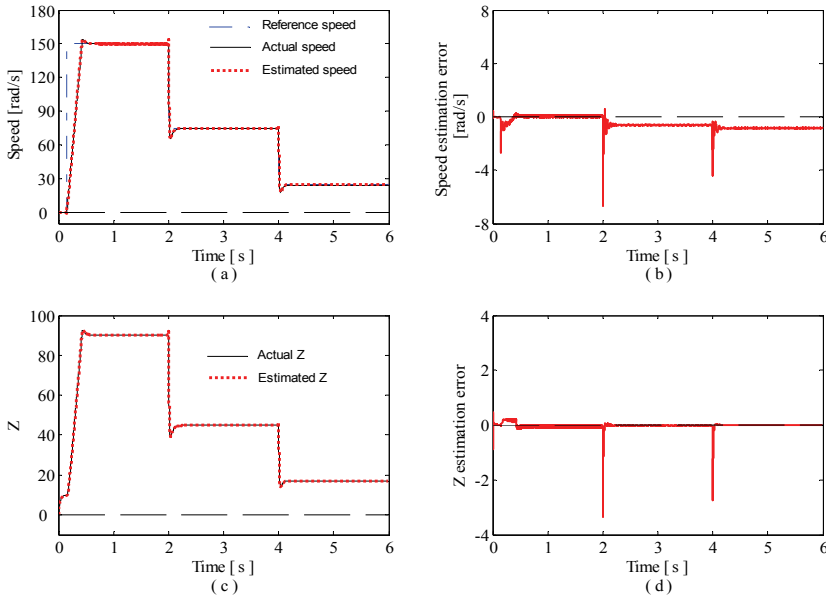 180
150
120
90
60
30
0
Speed [rad/s]
Reference speed
Actual speed
Estimated speed
0 1 2 3 4 5 6
Time [ s ]
( a )
8
4
0
-4
-8
Speed estimation error
[rad/s]
0 1 2 3 4 5 6
Time [ s ]
( b )
100
80
60
40
20
0
Z
Actual Z
Estimated Z
0 1 2 3 4 5 6
Time [ s ]
( c )
4
2
0
-2
-4
Z estimation error
0 1 2 3 4 5 6
Time [ s ]
( d )